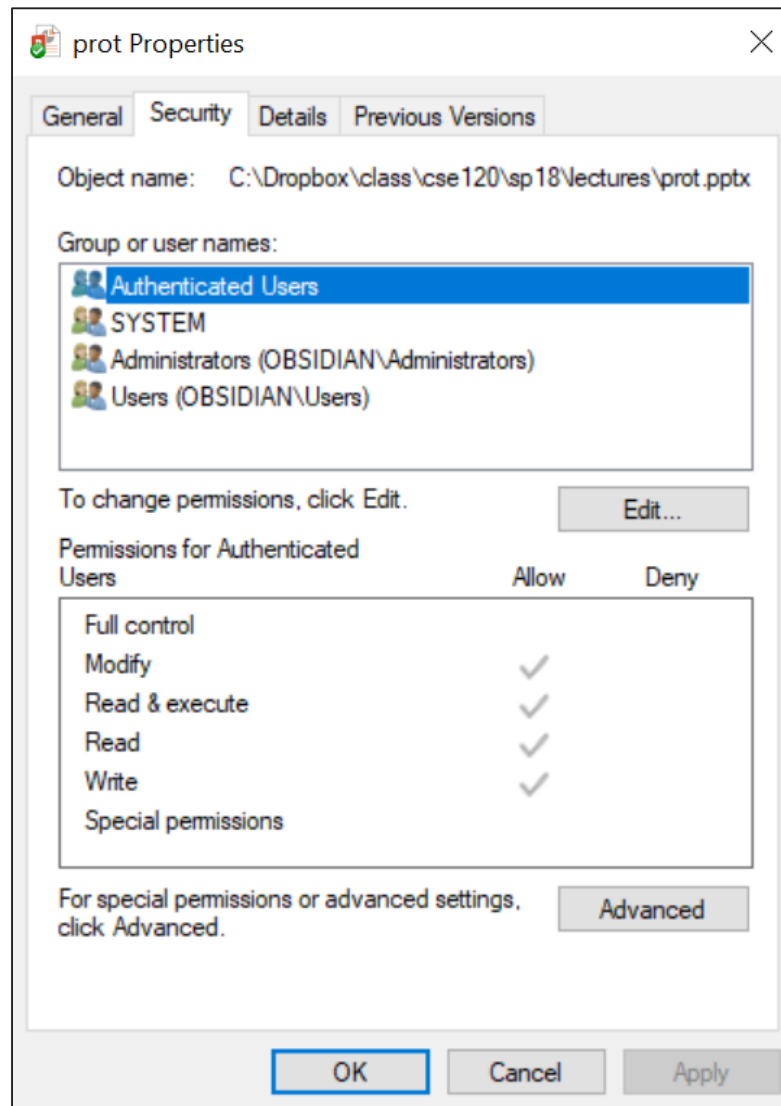 prot Properties
General Security Details Previous Versions
Object name: C:\Dropbox\class\cse120\sp18\lectures\prot.pptx
Group or user names:
Authenticated Users
SYSTEM
Administrators (OBSIDIAN\Administrators)
Users (OBSIDIAN\Users)
To change permissions, click Edit.
Edit...
Permissions for Authenticated
Users Allow Deny
Full control
Modify
Read & execute
Read
Write
Special permissions
For special permissions or advanced settings,
click Advanced.
Advanced
OK Cancel Apply